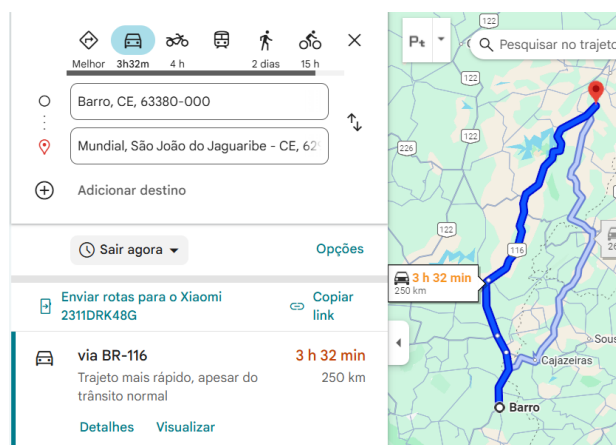 Melhor
3h32m
4 h
2 dias
15 h
Barro, CE, 63380-000
Mundial, São João do Jaguaribe - CE, 629
Adicionar destino
Sair agora
Opções
Enviar rotas para o Xiaomi
2311DRK48G
Copiar
link
via BR-116
3 h 32 min
Trajeto mais rápido, apesar do
250 km
trânsito normal
Detalhes
Visualizar
Pesquisar no trajeto
122
122
226
122
116
3 h 32 min
250 km
26
Sous
Cajazeiras
Barro